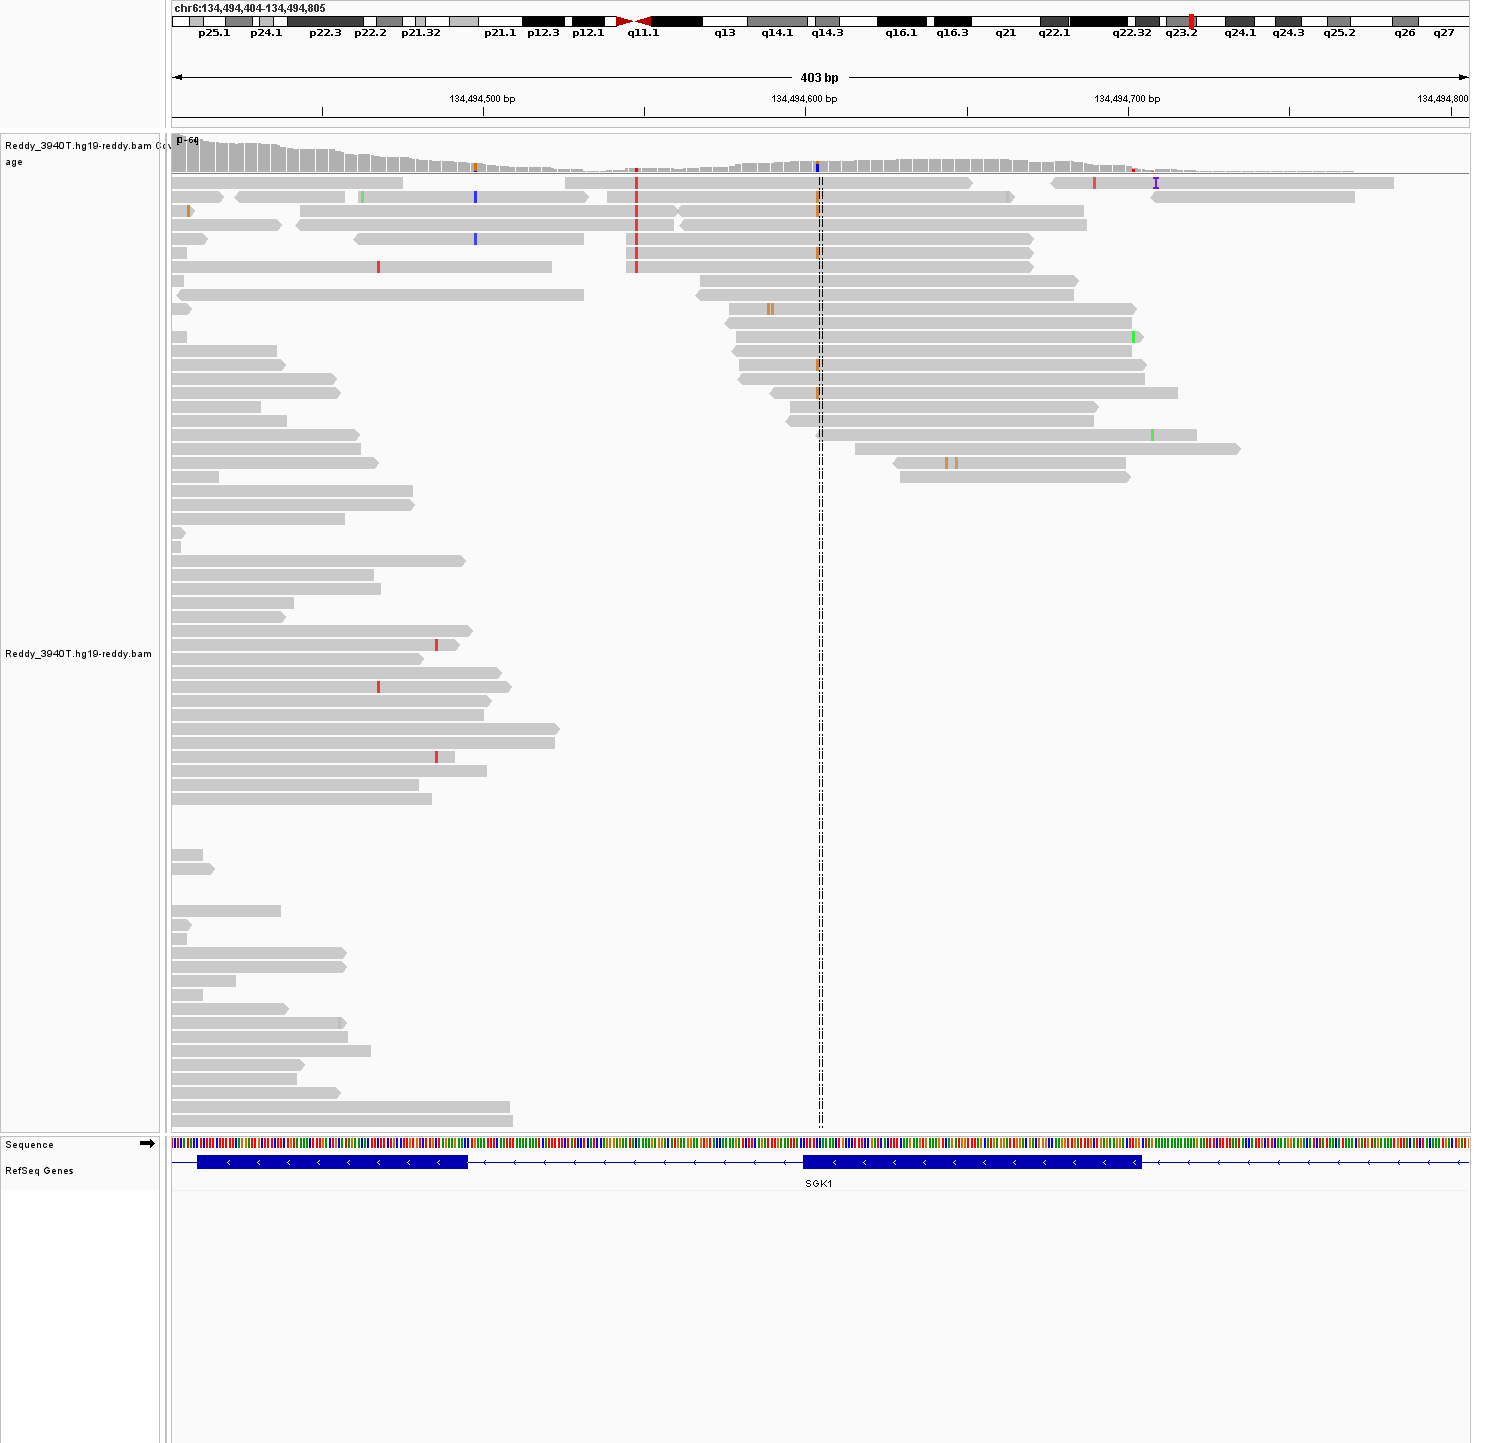 chr6:134,494,404-134,494,805
p25.1 p24.1 p22.3 p22.2 p21.32 p21.1 p12.3 p12.1 q11.1 q13 q14.1 q14.3 q16.1 q16.3 q21 q22.1 q22.32 q23.2 q24.1 q24.3 q25.2 q26 q27
403 bp
134,494,500 bp 134,494,600 bp 134,494,700 bp 134,494,800
Reddy_3940T.hg19-reddy.bam Cov
age
Reddy_3940T.hg19-reddy.bam
Sequence
RefSeq Genes
SGK1